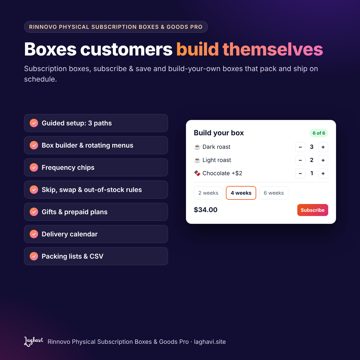 RINNOVO PHYSICAL SUBSCRIPTION BOXES & GOODS PRO
Boxes customers build themselves
Subscription boxes, subscribe & save and build-your-own boxes that pack and ship on
schedule.
Guided setup: 3 paths
Box builder & rotating menus
Frequency chips
Skip, swap & out-of-stock rules
Gifts & prepaid plans
Delivery calendar
Packing lists & CSV
Build your box 6 of 6
Dark roast − 3 +
Light roast − 2 +
Chocolate +$2 − 1 +
2 weeks 4 weeks 6 weeks
$34.00 Subscribe
Laghavi Rinnovo Physical Subscription Boxes & Goods Pro · laghavi.site